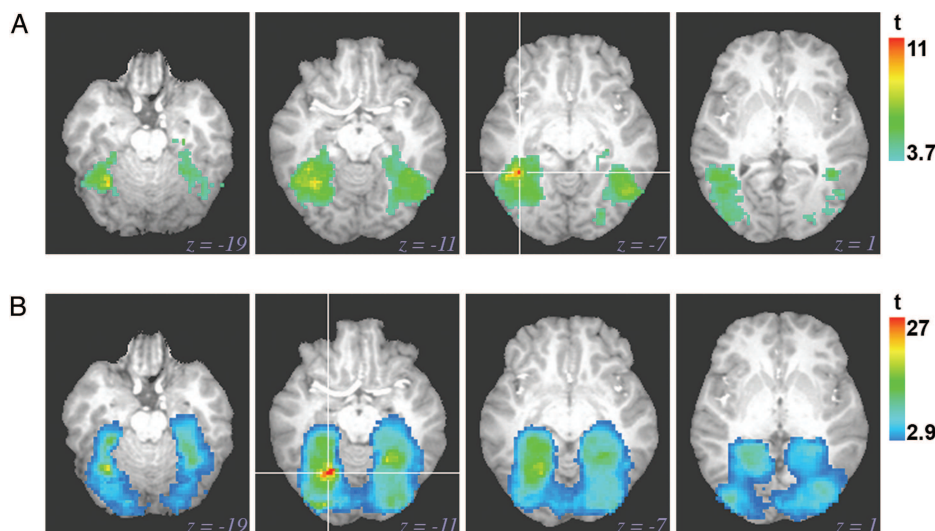 A
t
11
3.7
z = -19
z = -11
z = -7
z = 1
B
t
27
2.9
z = -19
z = -11
z = -7
z = 1